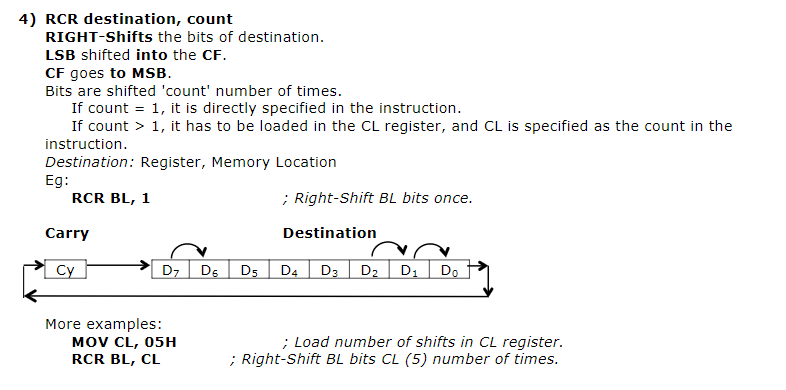 4) RCR destination, count
RIGHT-Shifts the bits of destination.
LSB shifted into the CF.
CF goes to MSB.
Bits are shifted 'count' number of times.
If count = 1, it is directly specified in the instruction.
If count > 1, it has to be loaded in the CL register, and CL is specified as the count in the
instruction.
Destination: Register, Memory Location
Eg:
RCR BL, 1 ; Right-Shift BL bits once.
Carry Destination
Cy D7 D6 D5 D4 D3 D2 D1 D0
More examples:
MOV CL, 05H ; Load number of shifts in CL register.
RCR BL, CL ; Right-Shift BL bits CL (5) number of times.